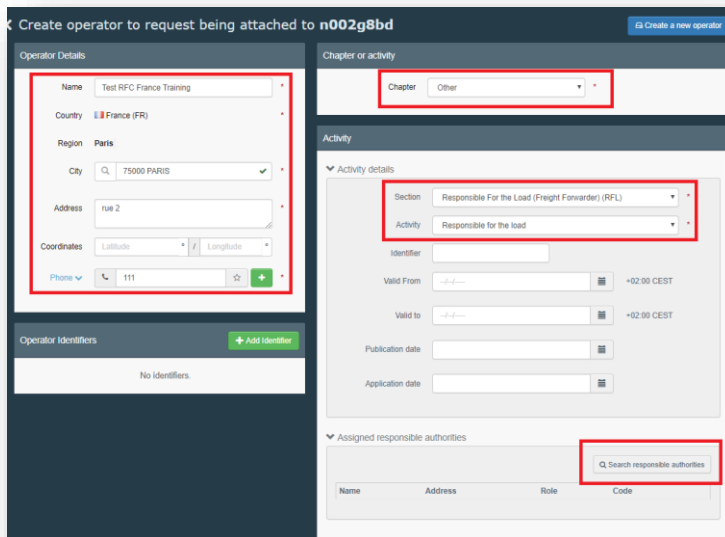 Create operator to request being attached to n002g8bd
Create a new operator
Operator Details
Name
Test RFC France Training
*
Country
France (FR)
*
Region
Paris
City
75000 PARIS
*
Address
rue 2
*
Coordinates
Latitude
°
/
Longitude
°
Phone
111
*
Operator Identifiers
Add Identifier
No identifiers.
Chapter or activity
Chapter
Other
*
Activity
Activity details
Section
Responsible For the Load (Freight Forwarder) (RFL)
*
Activity
Responsible for the load
*
Identifier
Valid From
--/--/----
+02:00 CEST
Valid to
--/--/----
+02:00 CEST
Publication date
Application date
Assigned responsible authorities
Search responsible authorities
Name Address Role Code